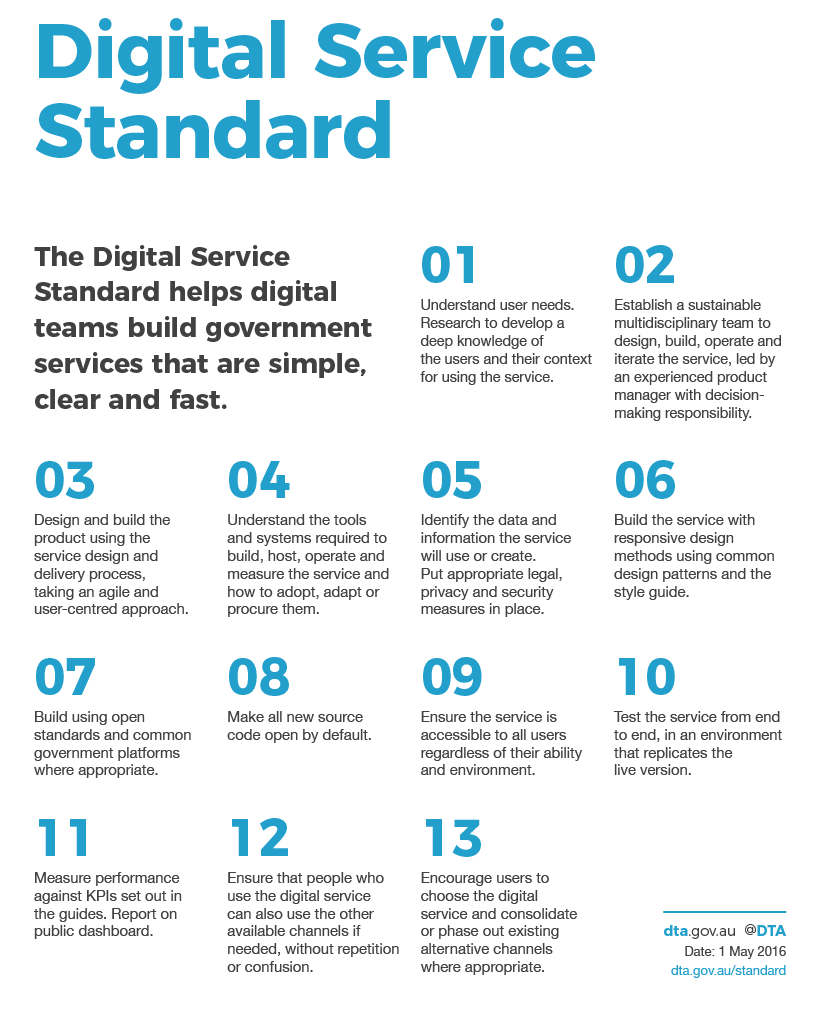 Digital Service
Standard
The Digital Service
Standard helps digital
teams build government
services that are simple,
clear and fast.
01
Understand user needs.
Research to develop a
deep knowledge of
the users and their context
for using the service.
02
Establish a sustainable
multidisciplinary team to
design, build, operate and
iterate the service, led by
an experienced product
manager with decision-
making responsibility.
03
Design and build the
product using the
service design and
delivery process,
taking an agile and
user-centred approach.
04
Understand the tools
and systems required to
build, host, operate and
measure the service and
how to adopt, adapt or
procure them.
05
Identify the data and
information the service
will use or create.
Put appropriate legal,
privacy and security
measures in place.
06
Build the service with
responsive design
methods using common
design patterns and the
style guide.
07
Build using open
standards and common
government platforms
where appropriate.
08
Make all new source
code open by default.
09
Ensure the service is
accessible to all users
regardless of their ability
and environment.
10
Test the service from end
to end, in an environment
that replicates the
live version.
11
Measure performance
against KPIs set out in
the guides. Report on
public dashboard.
12
Ensure that people who
use the digital service
can also use the other
available channels if
needed, without repetition
or confusion.
13
Encourage users to
choose the digital
service and consolidate
or phase out existing
alternative channels
where appropriate.
dta.gov.au @DTA
Date: 1 May 2016
dta.gov.au/standard